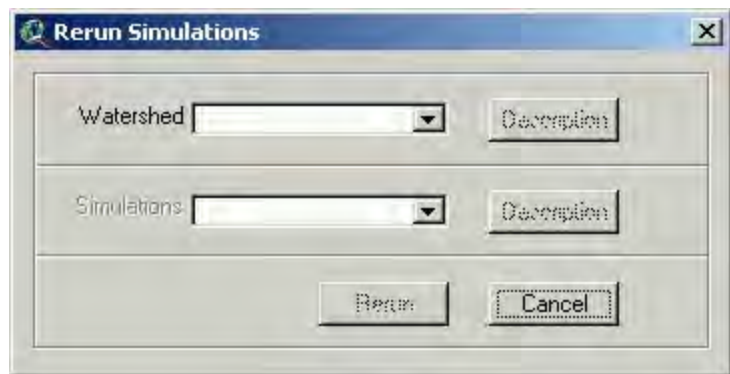 Rerun Simulations
Watershed Description
Simulations Description
Rerun Cancel